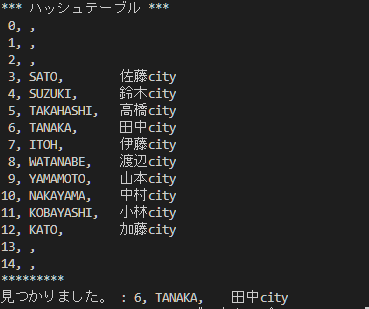 *** ハッシュテーブル ***
 0, ,
 1, ,
 2, ,
 3, SATO,       佐藤city
 4, SUZUKI,     鈴木city
 5, TAKAHASHI,  高橋city
 6, TANAKA,     田中city
 7, ITOH,       伊藤city
 8, WATANABE,   渡辺city
 9, YAMAMOTO,   山本city
10, NAKAYAMA,   中村city
11, KOBAYASHI,  小林city
12, KATO,       加藤city
13, ,
14, ,
*********
見つかりました。 : 6, TANAKA,    田中city